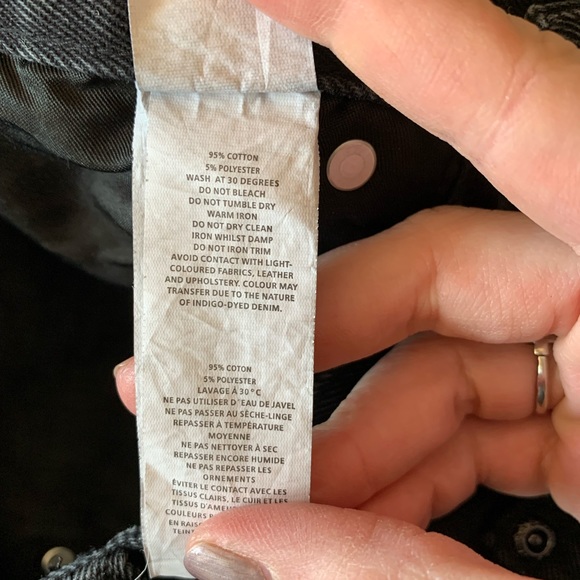 95% COTTON
5% POLYESTER
WASH AT 30 DEGREES
DO NOT BLEACH
DO NOT TUMBLE DRY
WARM IRON
DO NOT DRY CLEAN
IRON WHILST DAMP
DO NOT IRON TRIM
AVOID CONTACT WITH LIGHT-
COLOURED FABRICS, LEATHER
AND UPHOLSTERY. COLOUR MAY
TRANSFER DUE TO THE NATURE
OF INDIGO-DYED DENIM.
95% COTON
5% POLYESTER
LAVAGE À 30°C
NE PAS UTILISER D'EAU DE JAVEL
NE PAS PASSER AU SÈCHE-LINGE
REPASSER À TEMPÉRATURE
MOYENNE
NE PAS NETTOYER À SEC
REPASSER ENCORE HUMIDE
NE PAS REPASSER LES
ORNEMENTS
ÉVITER LE CONTACT AVEC LES
TISSUS CLAIRS, LE CUIR ET LES
TISSUS
COULEURS
EN